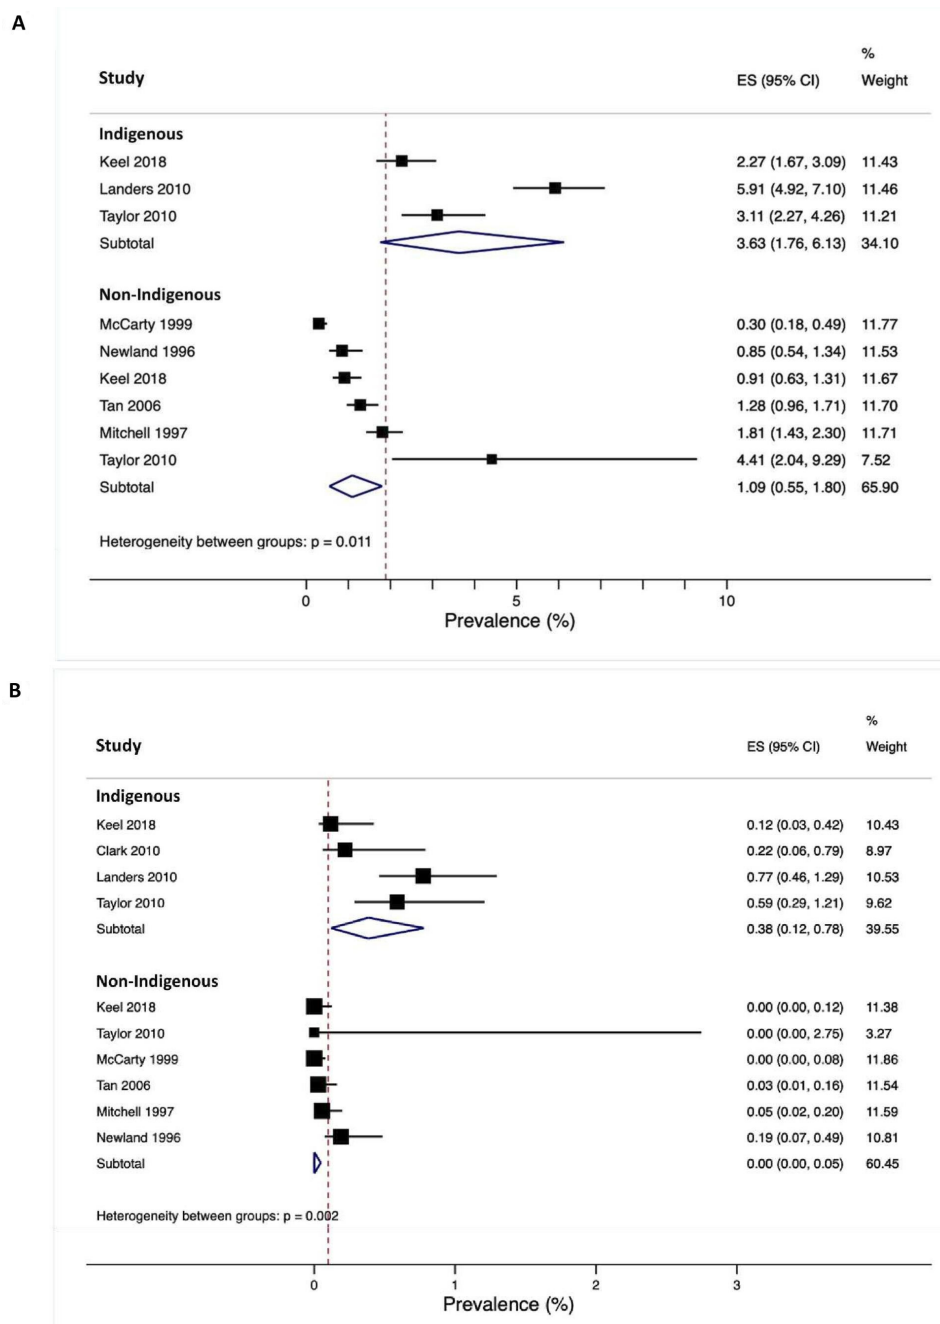 A
%
Study ES (95% CI) Weight
Indigenous
Keel 2018 2.27 (1.67, 3.09) 11.43
Landers 2010 5.91 (4.92, 7.10) 11.46
Taylor 2010 3.11 (2.27, 4.26) 11.21
Subtotal 3.63 (1.76, 6.13) 34.10
Non-Indigenous
McCarty 1999 0.30 (0.18, 0.49) 11.77
Newland 1996 0.85 (0.54, 1.34) 11.53
Keel 2018 0.91 (0.63, 1.31) 11.67
Tan 2006 1.28 (0.96, 1.71) 11.70
Mitchell 1997 1.81 (1.43, 2.30) 11.71
Taylor 2010 4.41 (2.04, 9.29) 7.52
Subtotal 1.09 (0.55, 1.80) 65.90
Heterogeneity between groups: p = 0.011
0 5 10
Prevalence (%)
B
%
Study ES (95% CI) Weight
Indigenous
Keel 2018 0.12 (0.03, 0.42) 10.43
Clark 2010 0.22 (0.06, 0.79) 8.97
Landers 2010 0.77 (0.46, 1.29) 10.53
Taylor 2010 0.59 (0.29, 1.21) 9.62
Subtotal 0.38 (0.12, 0.78) 39.55
Non-Indigenous
Keel 2018 0.00 (0.00, 0.12) 11.38
Taylor 2010 0.00 (0.00, 2.75) 3.27
McCarty 1999 0.00 (0.00, 0.08) 11.86
Tan 2006 0.03 (0.01, 0.16) 11.54
Mitchell 1997 0.05 (0.02, 0.20) 11.59
Newland 1996 0.19 (0.07, 0.49) 10.81
Subtotal 0.00 (0.00, 0.05) 60.45
Heterogeneity between groups: p = 0.002
0 1 2 3
Prevalence (%)